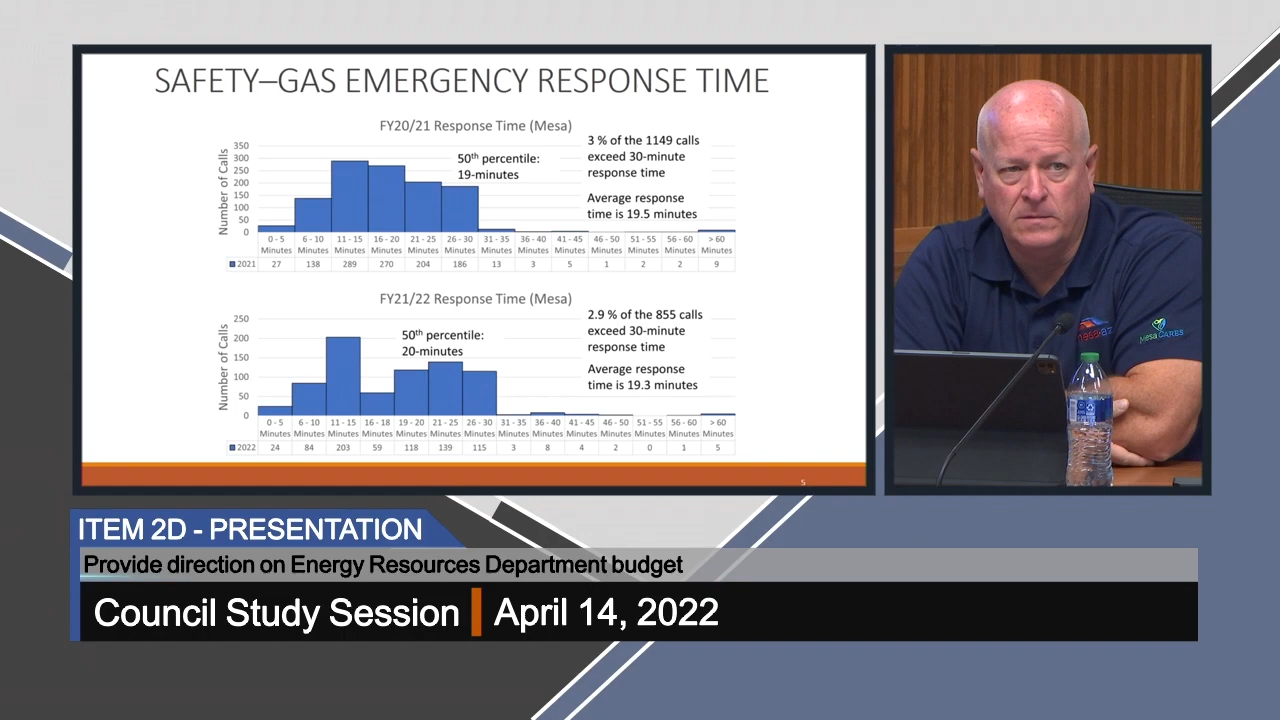 SAFETY–GAS EMERGENCY RESPONSE TIME
FY20/21 Response Time (Mesa)
Number of Calls
350
300
250
200
150
100
50
0
50th percentile:
19-minutes
3 % of the 1149 calls
exceed 30-minute
response time
Average response
time is 19.5 minutes
0 - 5 6 - 10 11 - 15 16 - 20 21 - 25 26 - 30 31 - 35 36 - 40 41 - 45 46 - 50 51 - 55 56 - 60 > 60
Minutes Minutes Minutes Minutes Minutes Minutes Minutes Minutes Minutes Minutes Minutes Minutes Minutes
2021 27 138 289 270 204 186 13 3 5 1 2 2 9
FY21/22 Response Time (Mesa)
Number of Calls
250
200
150
100
50
0
50th percentile:
20-minutes
2.9 % of the 855 calls
exceed 30-minute
response time
Average response
time is 19.3 minutes
0 - 5 6 - 10 11 - 15 16 - 18 19 - 20 21 - 25 26 - 30 31 - 35 36 - 40 41 - 45 46 - 50 51 - 55 56 - 60 > 60
Minutes Minutes Minutes Minutes Minutes Minutes Minutes Minutes Minutes Minutes Minutes Minutes Minutes Minutes
2022 24 84 203 59 118 139 115 3 8 4 2 0 1 5
5
mesa·az
Mesa CARES
ITEM 2D - PRESENTATION
Provide direction on Energy Resources Department budget
Council Study Session April 14, 2022